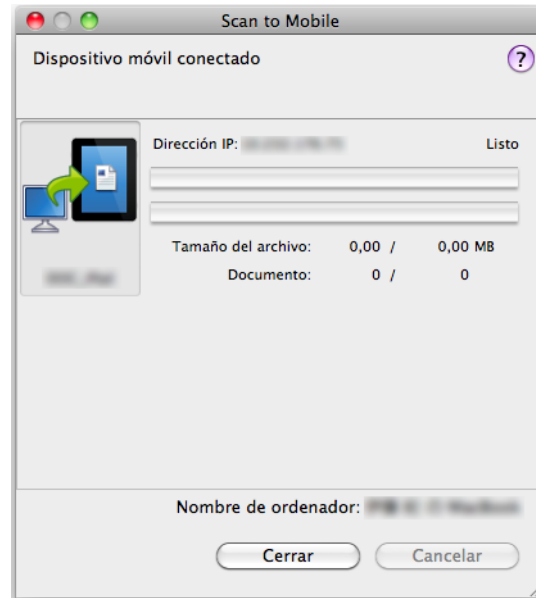 Scan to Mobile
Dispositivo móvil conectado
?
Dirección IP:
Listo
Tamaño del archivo: 0,00 / 0,00 MB
Documento: 0 / 0
Nombre de ordenador:
Cerrar
Cancelar